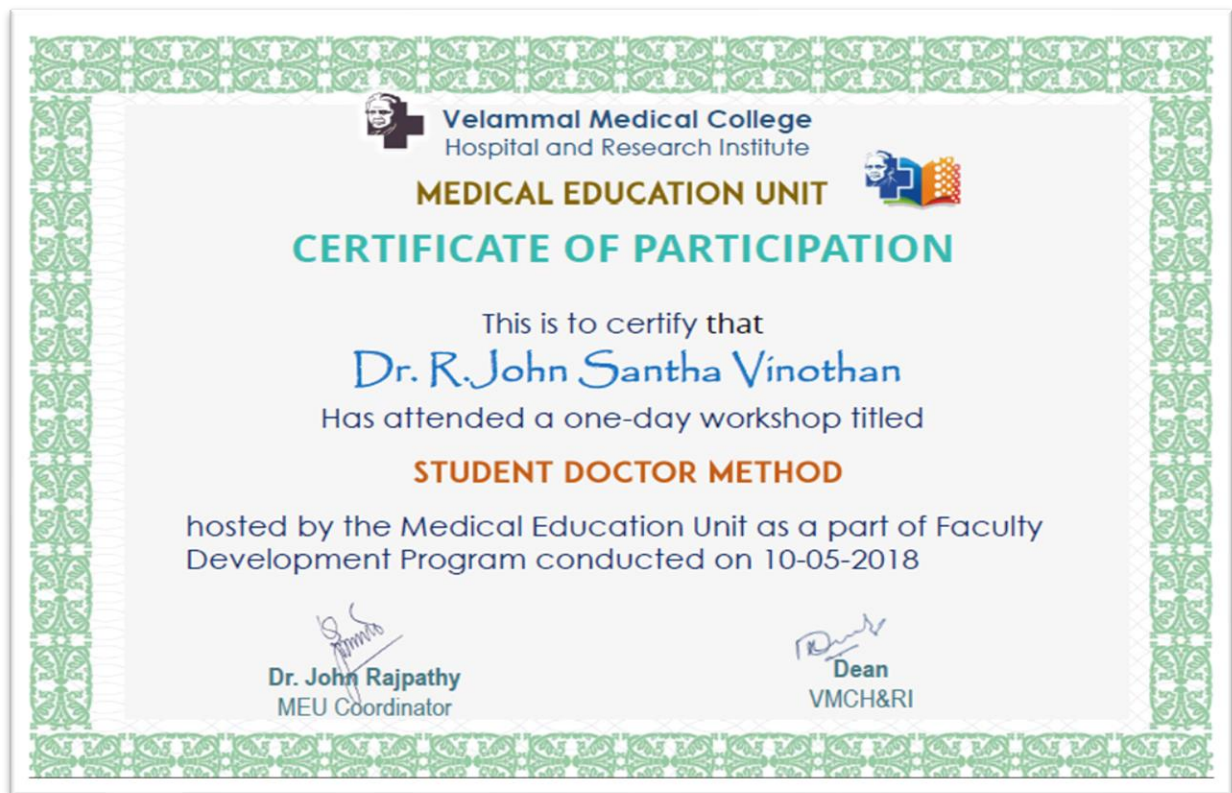 Velammal Medical College
Hospital and Research Institute
MEDICAL EDUCATION UNIT
CERTIFICATE OF PARTICIPATION
This is to certify that
Dr. R.John Santha Vinothan
Has attended a one-day workshop titled
STUDENT DOCTOR METHOD
hosted by the Medical Education Unit as a part of Faculty
Development Program conducted on 10-05-2018
Dr. John Rajpathy
MEU Coordinator
Dean
VMCH&RI